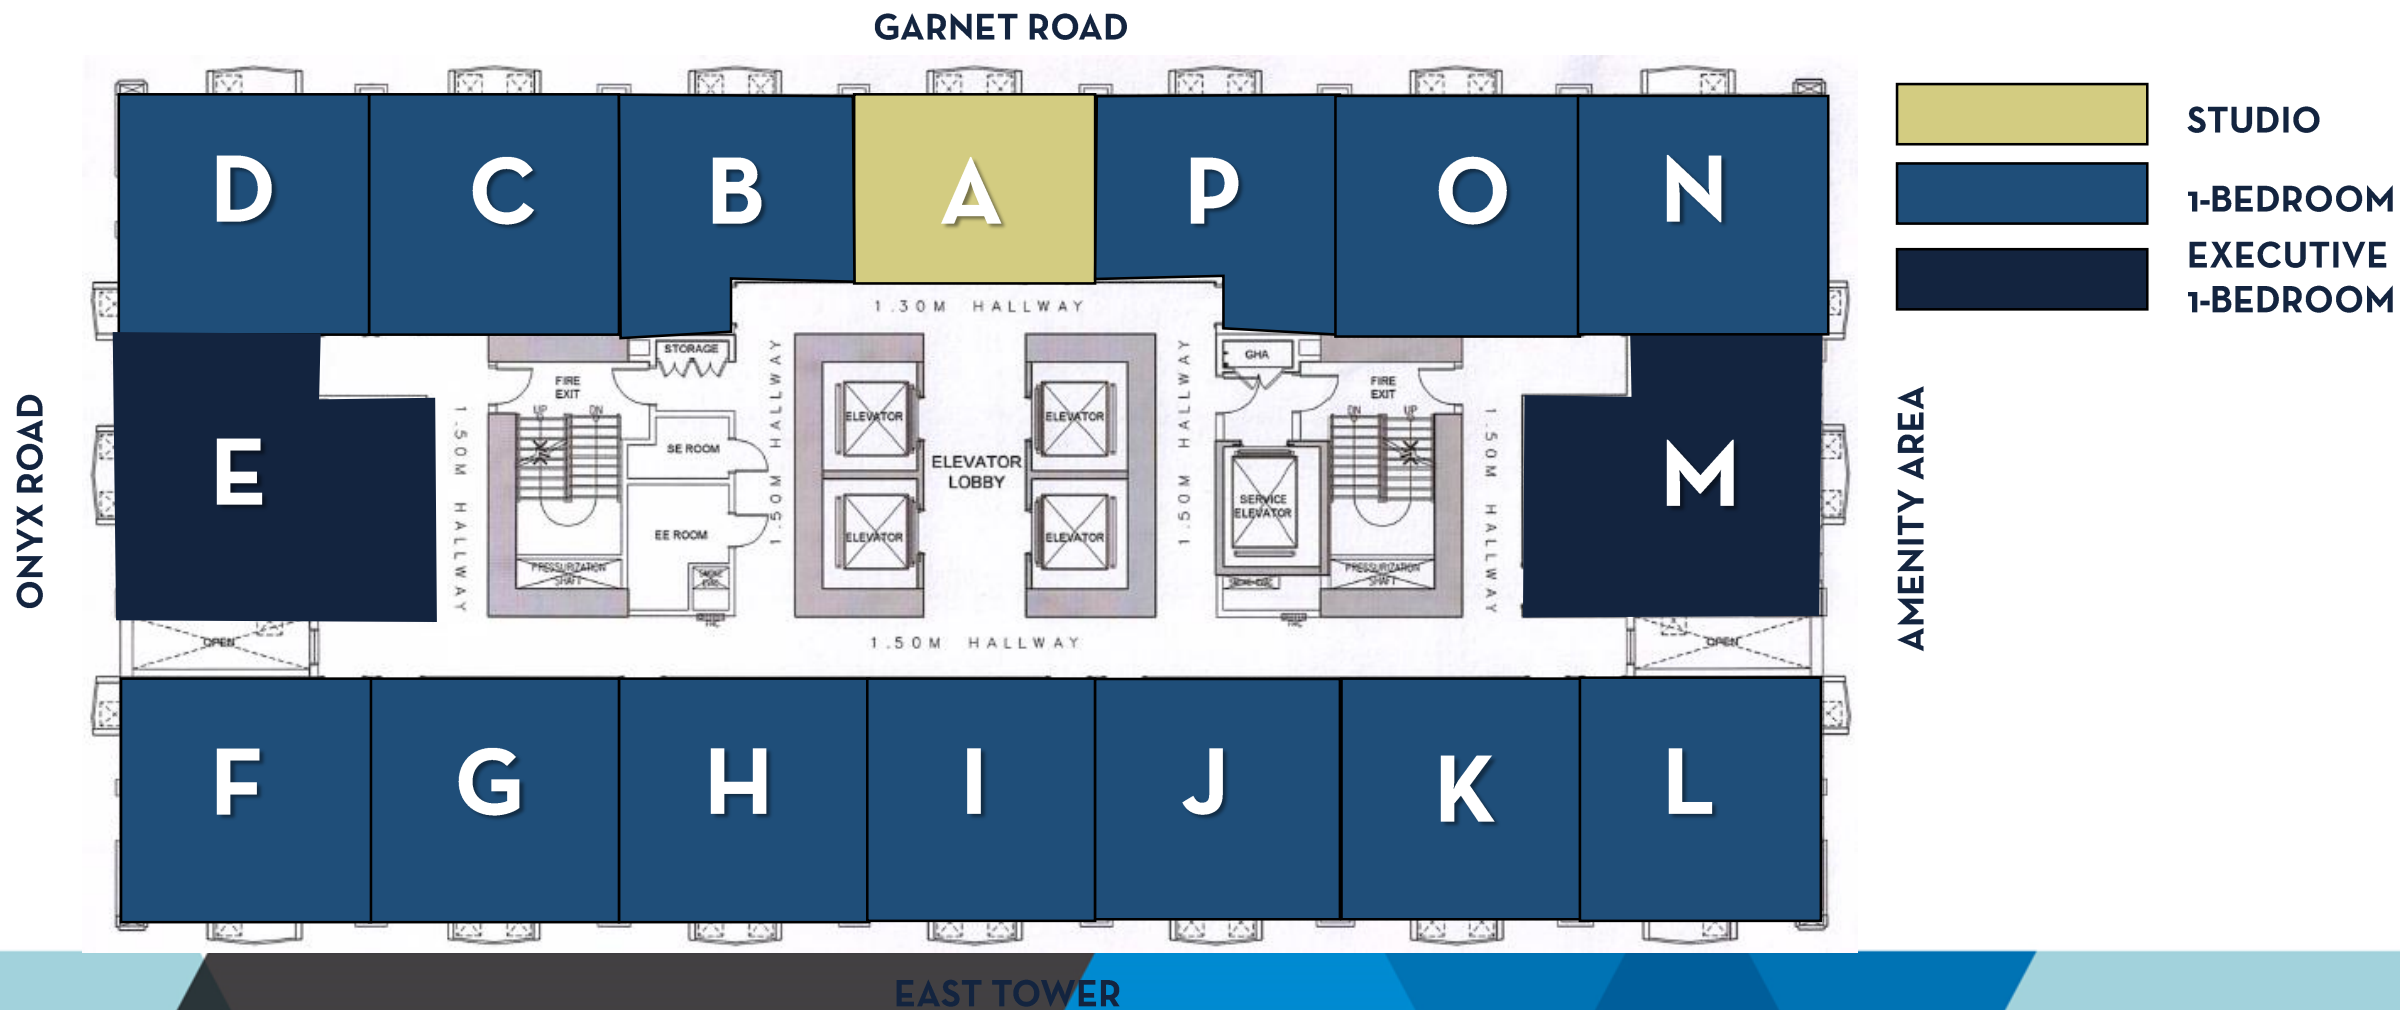 GARNET ROAD
STUDIO
1-BEDROOM
EXECUTIVE
1-BEDROOM
D
C
B
A
P
O
N
1.30M HALLWAY
STORAGE
GHA
FIRE
EXIT
UP
DN
1.50M HALLWAY
ELEVATOR
ELEVATOR
1.50M HALLWAY
FIRE
EXIT
DN
UP
ONYX ROAD
E
1.50M HALLWAY
SE ROOM
ELEVATOR
LOBBY
SERVICE
ELEVATOR
1.50M HALLWAY
M
AMENITY AREA
EE ROOM
ELEVATOR
ELEVATOR
PRESSURIZATION
SHAFT
PRESSURIZATION
SHAFT
OPEN
1.50M HALLWAY
OPEN
F
G
H
I
J
K
L
EAST TOWER